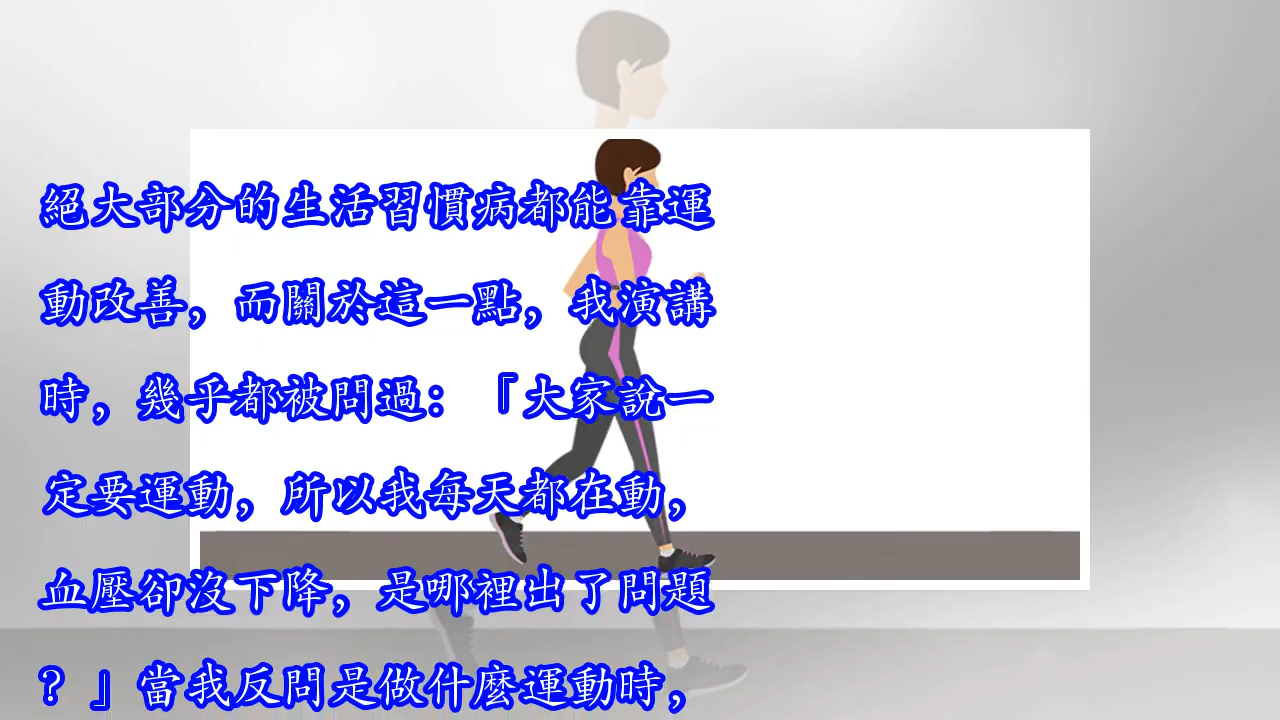 絕大部分的生活習慣病都能靠運
動改善，而關於這一點，我演講
時，幾乎都被問過：「大家說一
定要運動，所以我每天都在動，
血壓卻沒下降，是哪裡出了問題
？」當我反問是做什麼運動時，